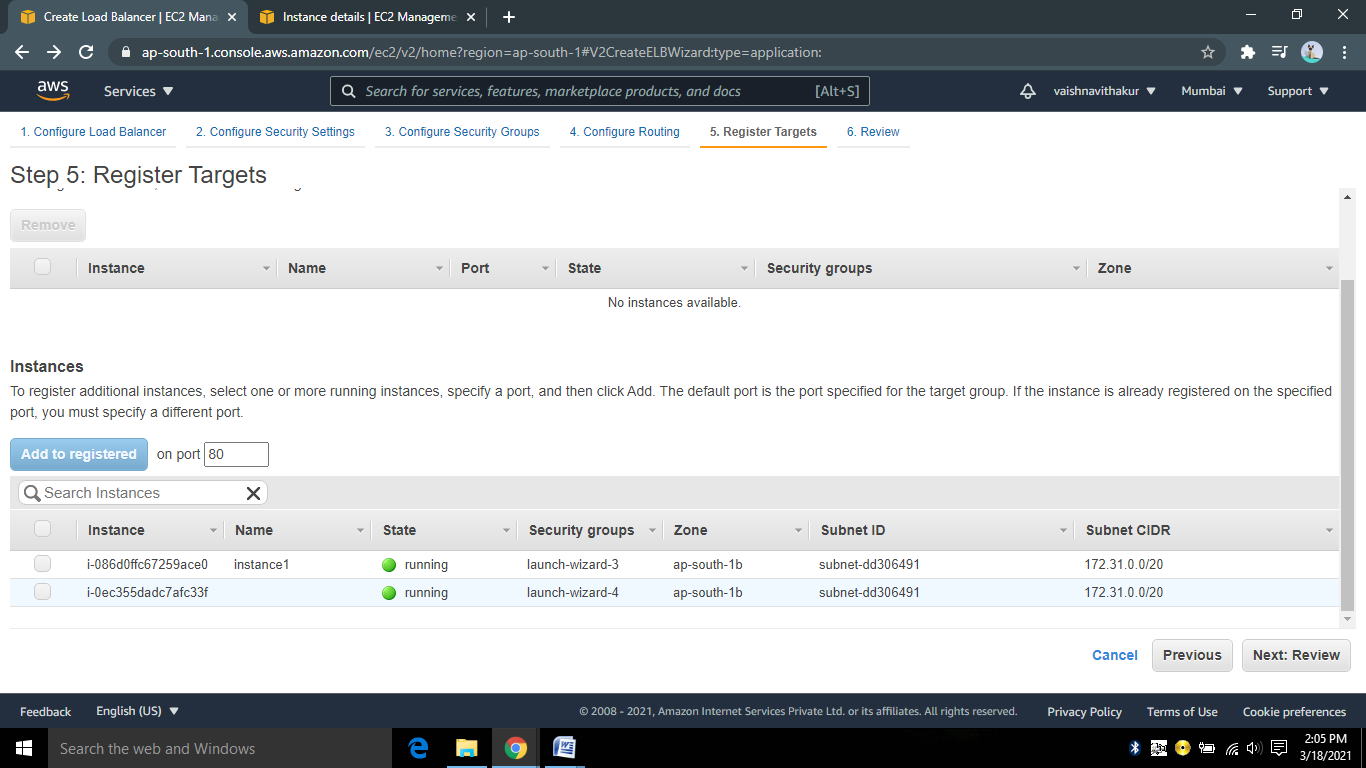 Create Load Balancer | EC2 Mana
Instance details | EC2 Manageme
ap-south-1.console.aws.amazon.com/ec2/v2/home?region=ap-south-1#V2CreateELBWizard:type=application:
aws Services Search for services, features, marketplace products, and docs [Alt+S] vaishnavithakur Mumbai Support
1. Configure Load Balancer 2. Configure Security Settings 3. Configure Security Groups 4. Configure Routing 5. Register Targets 6. Review
Step 5: Register Targets
Remove
Instance Name Port State Security groups Zone
No instances available.
Instances
To register additional instances, select one or more running instances, specify a port, and then click Add. The default port is the port specified for the target group. If the instance is already registered on the specified
port, you must specify a different port.
Add to registered on port 80
Search Instances
Instance Name State Security groups Zone Subnet ID Subnet CIDR
i-086d0ffc67259ace0 instance1 running launch-wizard-3 ap-south-1b subnet-dd306491 172.31.0.0/20
i-0ec355dadc7afc33f running launch-wizard-4 ap-south-1b subnet-dd306491 172.31.0.0/20
Cancel Previous Next: Review
Feedback English (US) © 2008 - 2021, Amazon Internet Services Private Ltd. or its affiliates. All rights reserved. Privacy Policy Terms of Use Cookie preferences
Search the web and Windows
2:05 PM
3/18/2021